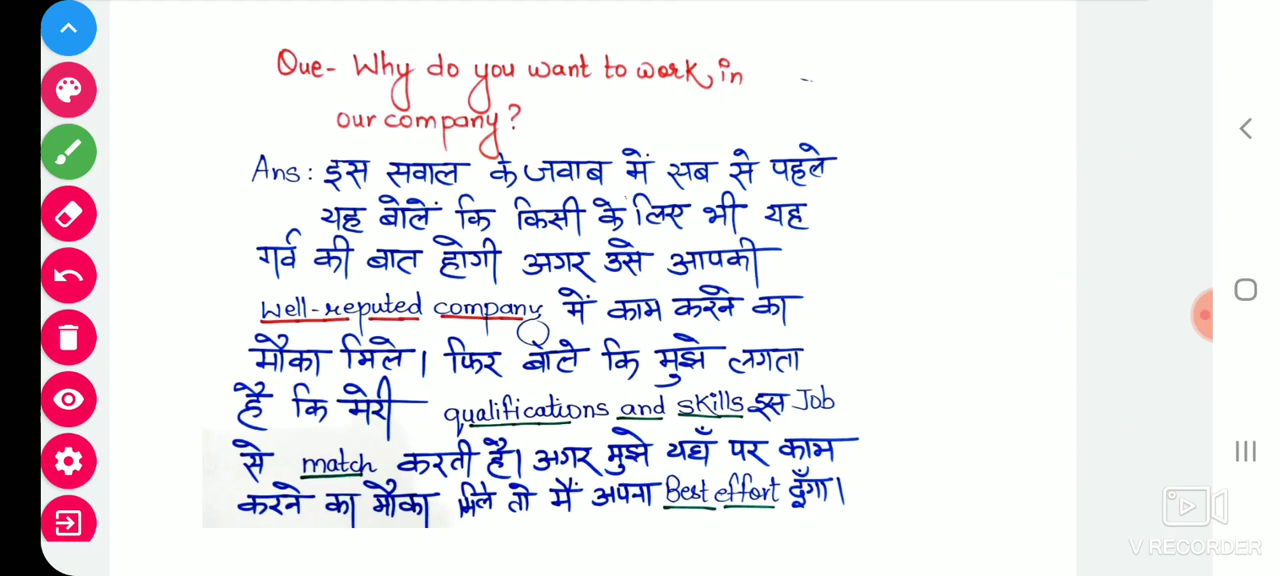 Que- Why do you want to work in
our company?
Ans: इस सवाल के जवाब में सब से पहले
यह बोलें कि किसी के लिए भी यह
गर्व की बात होगी अगर उसे आपकी
well-reputed company में काम करने का
मौका मिले। फिर बोले कि मुझे लगता
है कि मेरी qualifications and skills इस Job
से match करती है। अगर मुझे यहाँ पर काम
करने का मौका मिले तो मैं अपना Best effort दूँगा।
V RECORDER